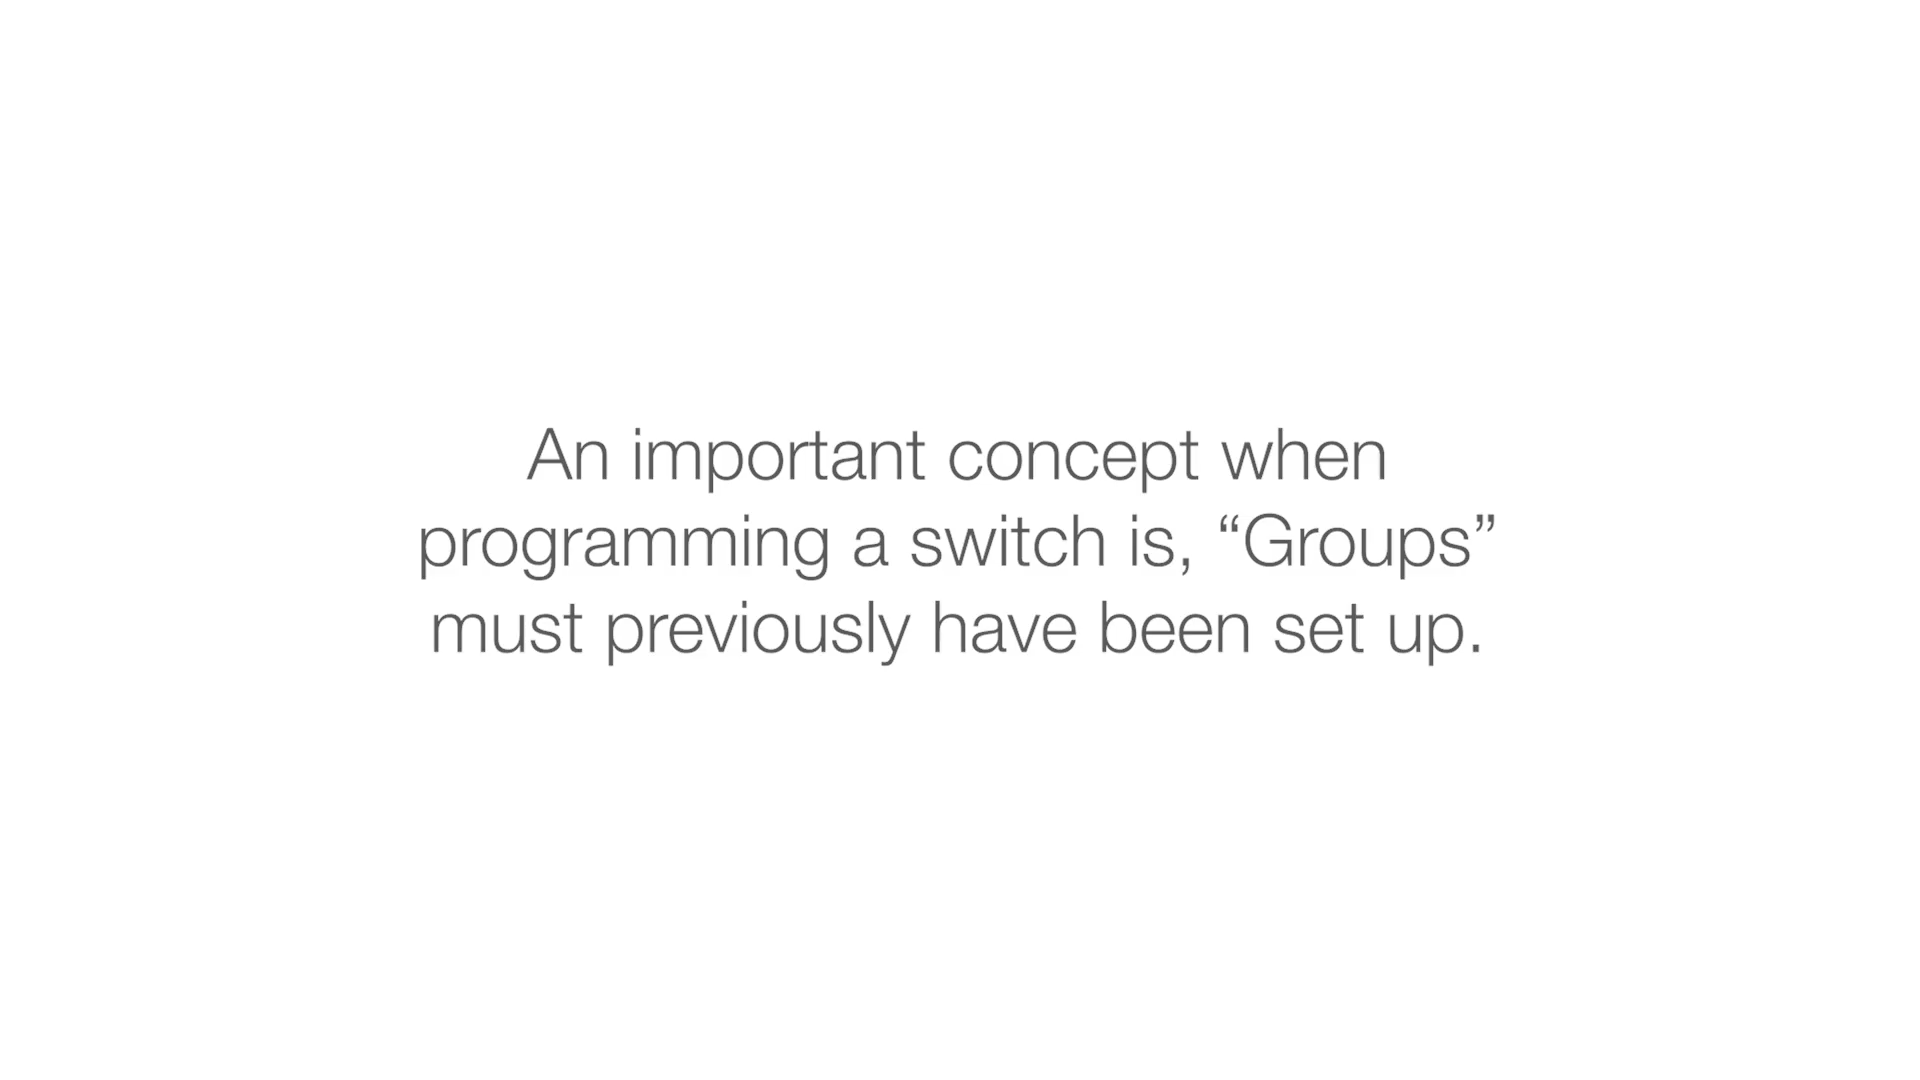 An important concept when
programming a switch is, “Groups”
must previously have been set up.